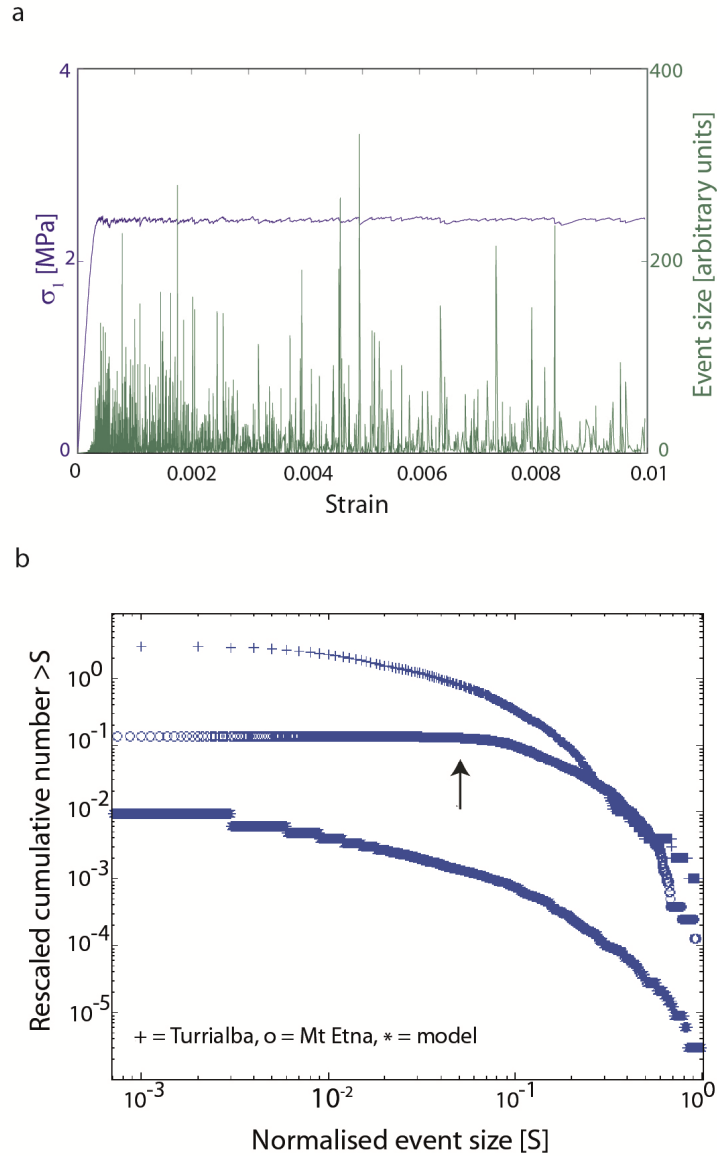 a
4
400
σ1 [MPa]
2
200
Event size [arbitrary units]
0
0
0
0.002
0.004
0.006
0.008
0.01
Strain
b
Rescaled cumulative number >S
10^0
10^-1
10^-2
10^-3
10^-4
10^-5
+ = Turrialba, o = Mt Etna, * = model
10^-3
10^-2
10^-1
10^0
Normalised event size [S]